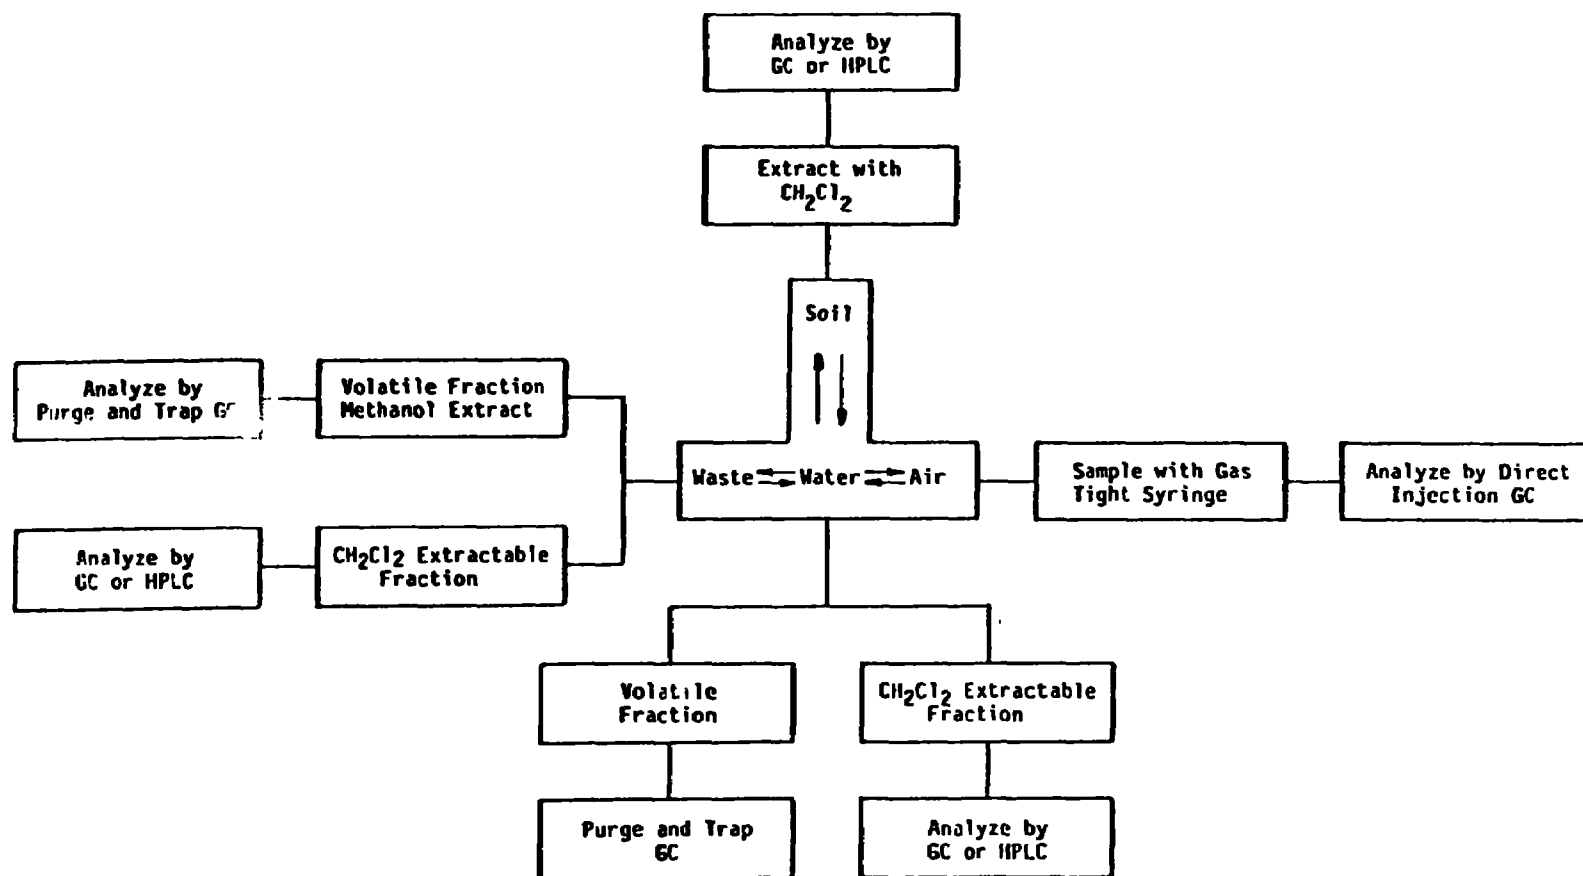 Analyze by
GC or HPLC
Extract with
CH₂Cl₂
Soil
Analyze by
Purge and Trap GC
Volatile Fraction
Methanol Extract
Waste Water Air
Sample with Gas
Tight Syringe
Analyze by Direct
Injection GC
Analyze by
GC or HPLC
CH₂Cl₂ Extractable
Fraction
Volatile
Fraction
CH₂Cl₂ Extractable
Fraction
Purge and Trap
GC
Analyze by
GC or HPLC